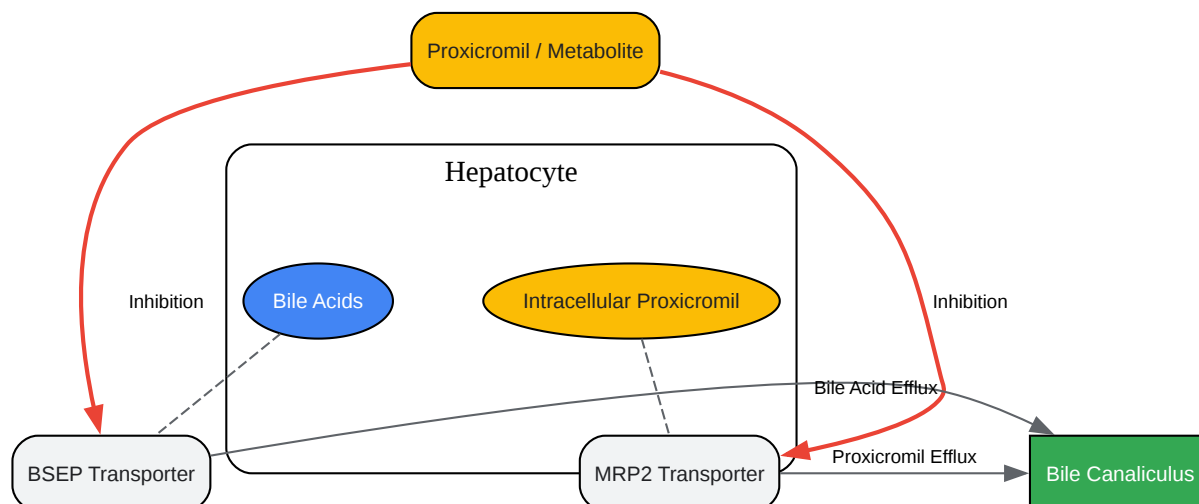 Proxicromil / Metabolite
Hepatocyte
Inhibition
Bile Acids
Intracellular Proxicromil
Inhibition
Bile Acid Efflux
BSEP Transporter
MRP2 Transporter
Proxicromil Efflux
Bile Canaliculus